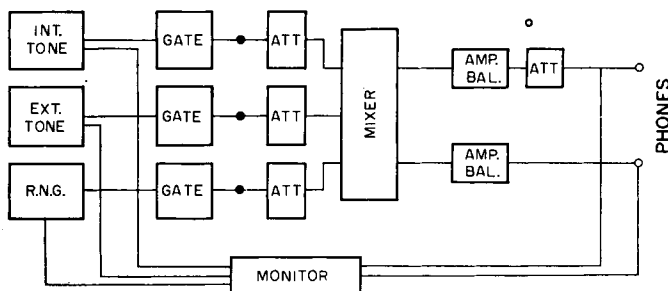 INT.
TONE
GATE
ATT
EXT.
TONE
GATE
ATT
R.N.G.
GATE
ATT
MIXER
AMP.
BAL.
ATT
AMP.
BAL.
PHONES
MONITOR